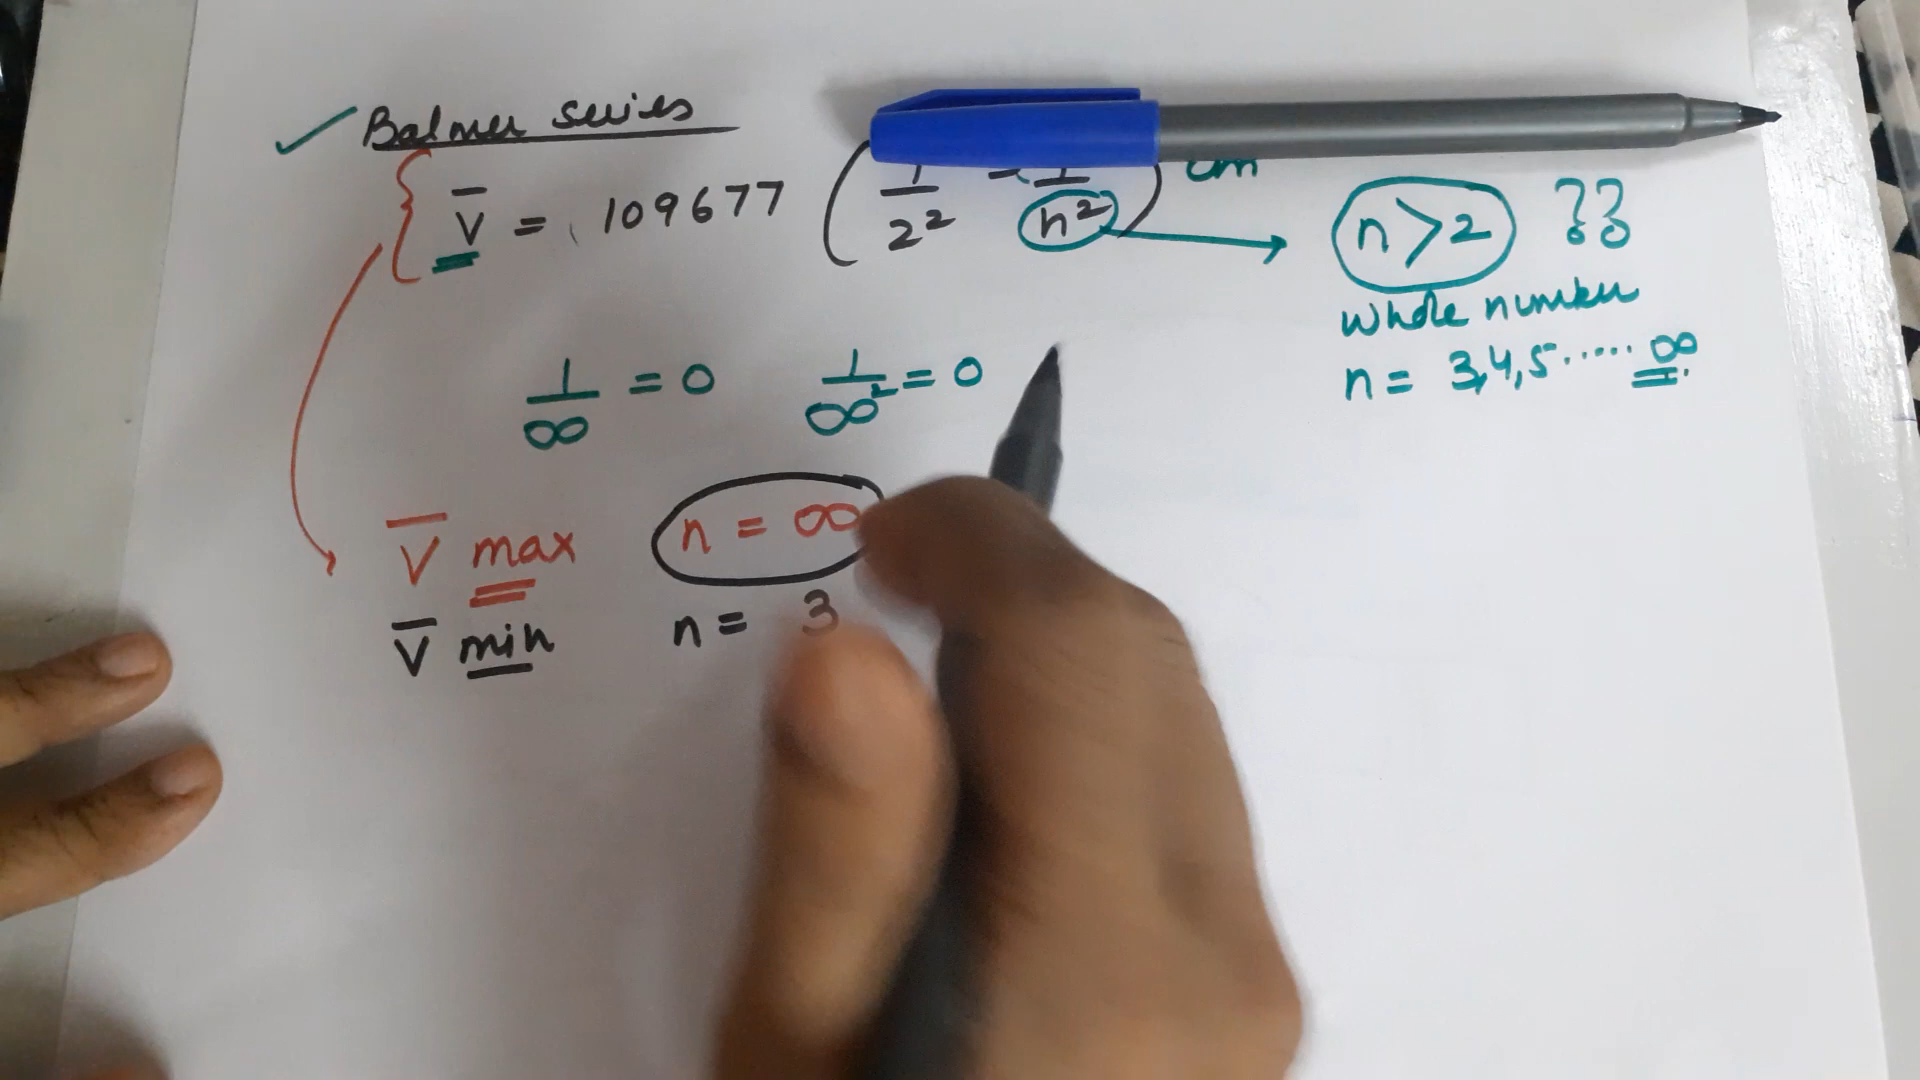 Balmer series
V̅ = 109677 ( 1/2² - 1/n² ) cm
n>2 ??
whole number
n = 3,4,5..... ∞
1/∞ = 0 1/∞² = 0
V̅ max n = ∞
V̅ min n = 3